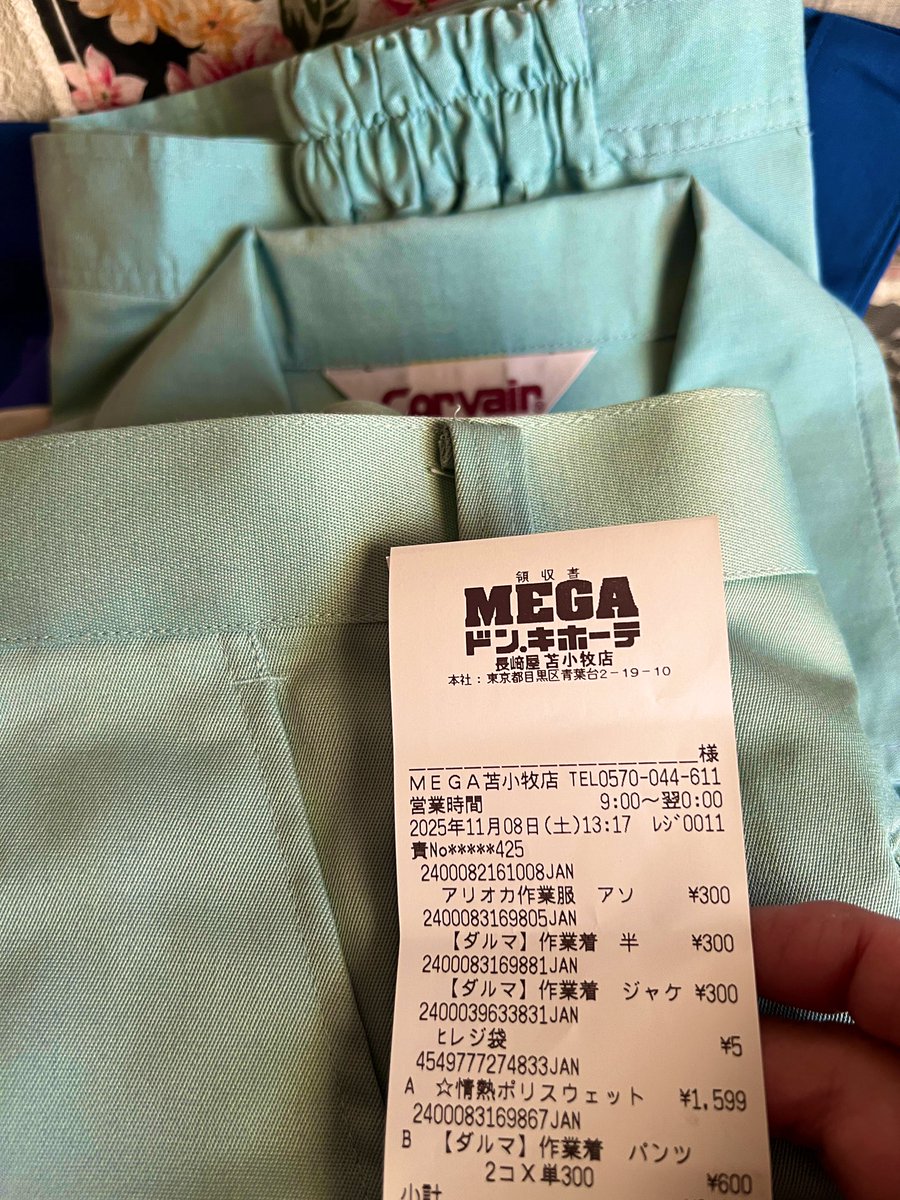 Corvair
領収書
MEGA
ドン.キホーテ
長崎屋 苫小牧店
本社:東京都目黒区青葉台2-19-10
様
MEGA苫小牧店 TEL0570-044-611
営業時間 9:00〜翌0:00
2025年11月08日(土)13:17 ﾚｼﾞ0011
責No*****425
2400082161008JAN
アリオカ作業服 アソ ¥300
2400083169805JAN
【ダルマ】作業着 半 ¥300
2400083169881JAN
【ダルマ】作業着 ジャケ ¥300
2400039633831JAN
ﾋレジ袋 ¥5
4549777274833JAN
A ☆情熱ポリスウェット ¥1,599
2400083169867JAN
B 【ダルマ】作業着 パンツ
2コX単300 ¥600
小計